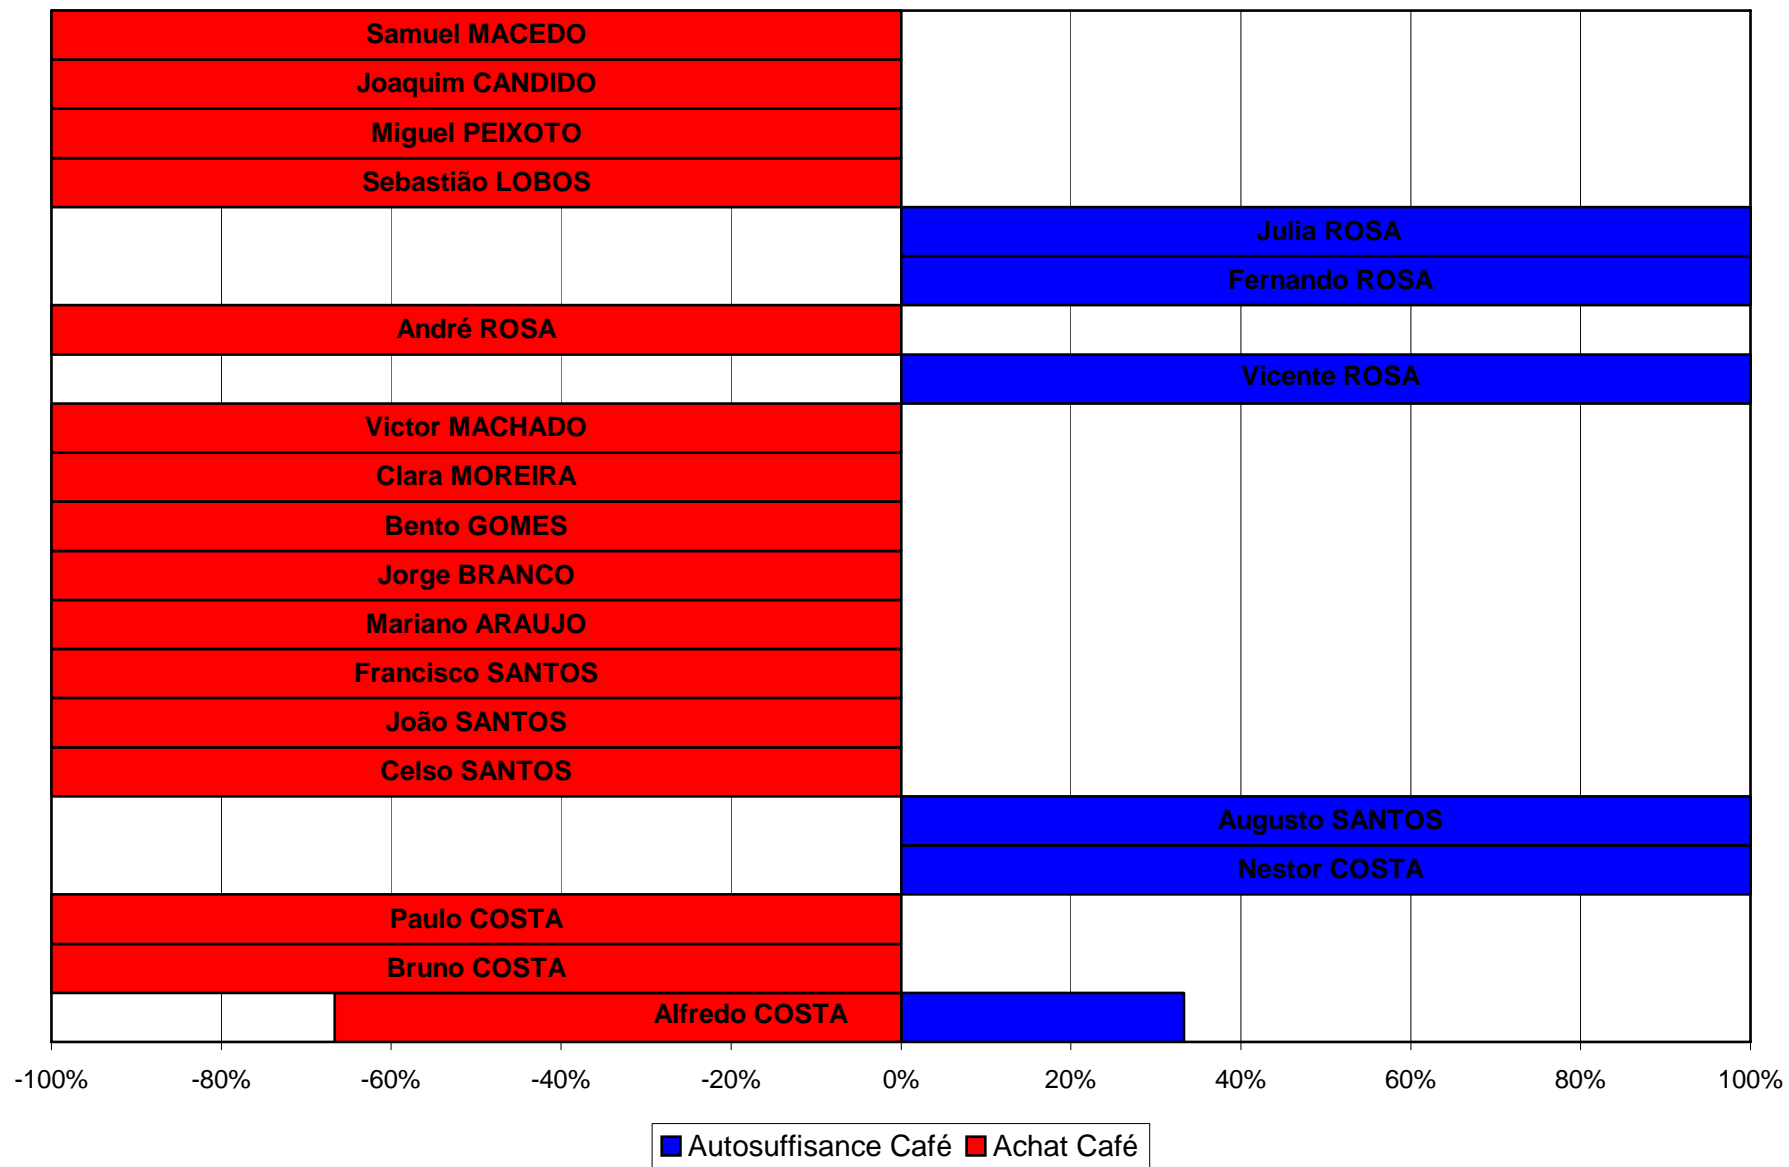 Samuel MACEDO
Joaquim CANDIDO
Miguel PEIXOTO
Sebastião LOBOS
Julia ROSA
Fernando ROSA
André ROSA
Vicente ROSA
Victor MACHADO
Clara MOREIRA
Bento GOMES
Jorge BRANCO
Mariano ARAUJO
Francisco SANTOS
João SANTOS
Celso SANTOS
Augusto SANTOS
Nestor COSTA
Paulo COSTA
Bruno COSTA
Alfredo COSTA
-100% -80% -60% -40% -20% 0% 20% 40% 60% 80% 100%
Autosuffisance Café Achat Café